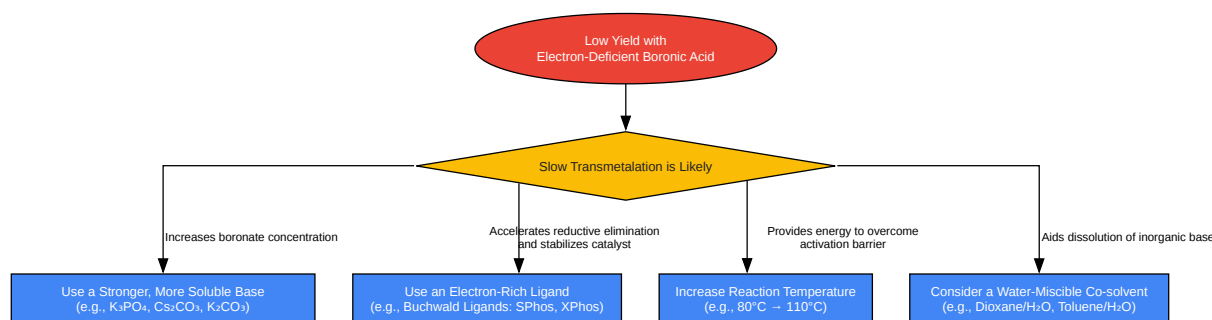 Low Yield with
Electron-Deficient Boronic Acid
Slow Transmetalation is Likely
Increases boronate concentration
Accelerates reductive elimination
and stabilizes catalyst
Provides energy to overcome
activation barrier
Aids dissolution of inorganic base
Use a Stronger, More Soluble Base
(e.g., K₃PO₄, Cs₂CO₃, K₂CO₃)
Use an Electron-Rich Ligand
(e.g., Buchwald Ligands: SPhos, XPhos)
Increase Reaction Temperature
(e.g., 80°C → 110°C)
Consider a Water-Miscible Co-solvent
(e.g., Dioxane/H₂O, Toluene/H₂O)